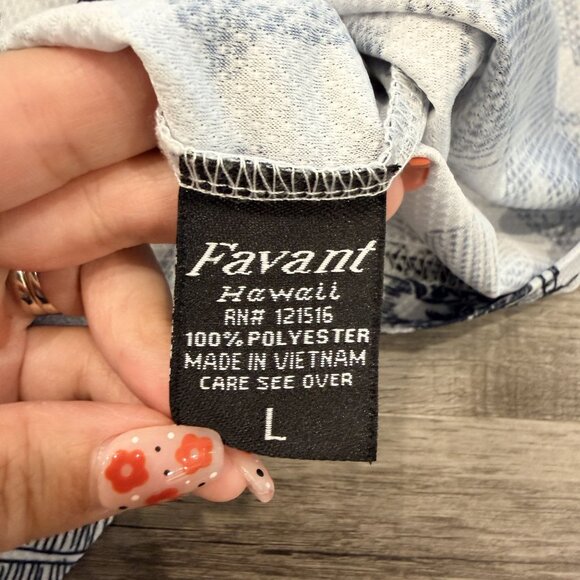 Favant
Hawaii
RN# 121516
100% POLYESTER
MADE IN VIETNAM
CARE SEE OVER
L